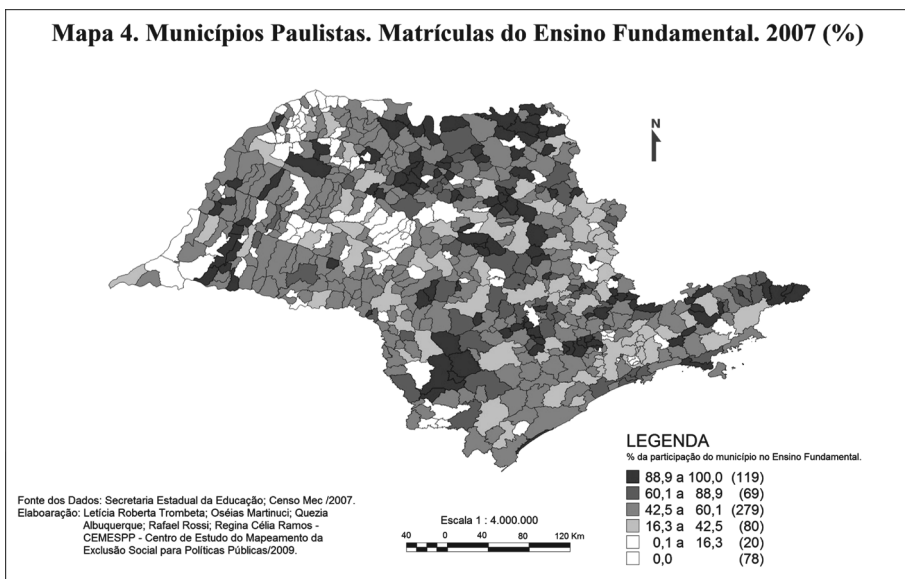 Mapa 4. Municípios Paulistas. Matrículas do Ensino Fundamental. 2007 (%)
N
LEGENDA
% da participação do município no Ensino Fundamental.
88,9 a 100,0 (119)
60,1 a 88,9 (69)
42,5 a 60,1 (279)
16,3 a 42,5 (80)
0,1 a 16,3 (20)
0,0 (78)
Fonte dos Dados: Secretaria Estadual da Educação; Censo Mec /2007.
Elaboaração: Letícia Roberta Trombeta; Oséias Martinuci; Quezia
Albuquerque; Rafael Rossi; Regina Célia Ramos -
CEMESPP - Centro de Estudo do Mapeamento da
Exclusão Social para Políticas Públicas/2009.
Escala 1 : 4.000.000
40 0 40 80 120 Km